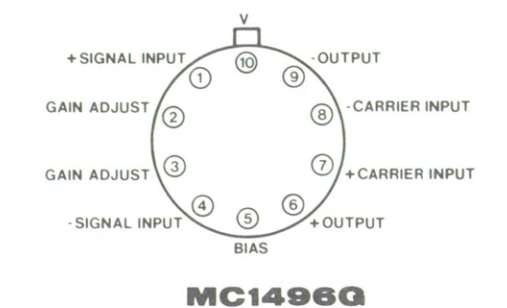 V
+SIGNAL INPUT 1 10 9 -OUTPUT
GAIN ADJUST 2 8 -CARRIER INPUT
GAIN ADJUST 3 7 +CARRIER INPUT
-SIGNAL INPUT 4 5 6 +OUTPUT
BIAS
MC1496G